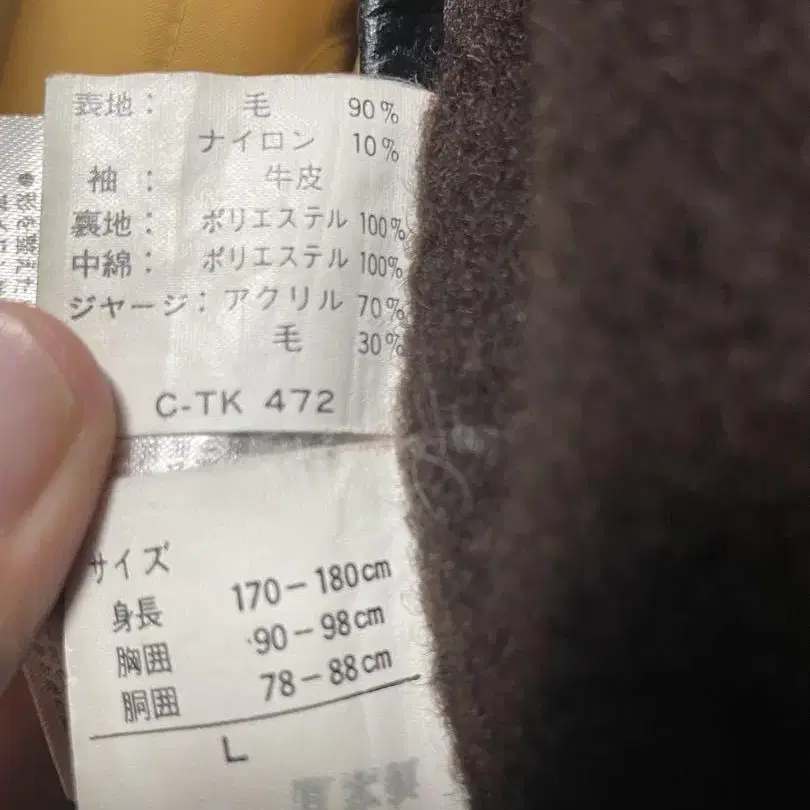 表地： 毛 90%
ナイロン 10%
袖： 牛皮
裏地： ポリエステル 100%
中綿： ポリエステル 100%
ジャージ： アクリル 70%
毛 30%
C-TK 472
サイズ
身長 170-180cm
胸囲 90-98cm
胴囲 78-88cm
L